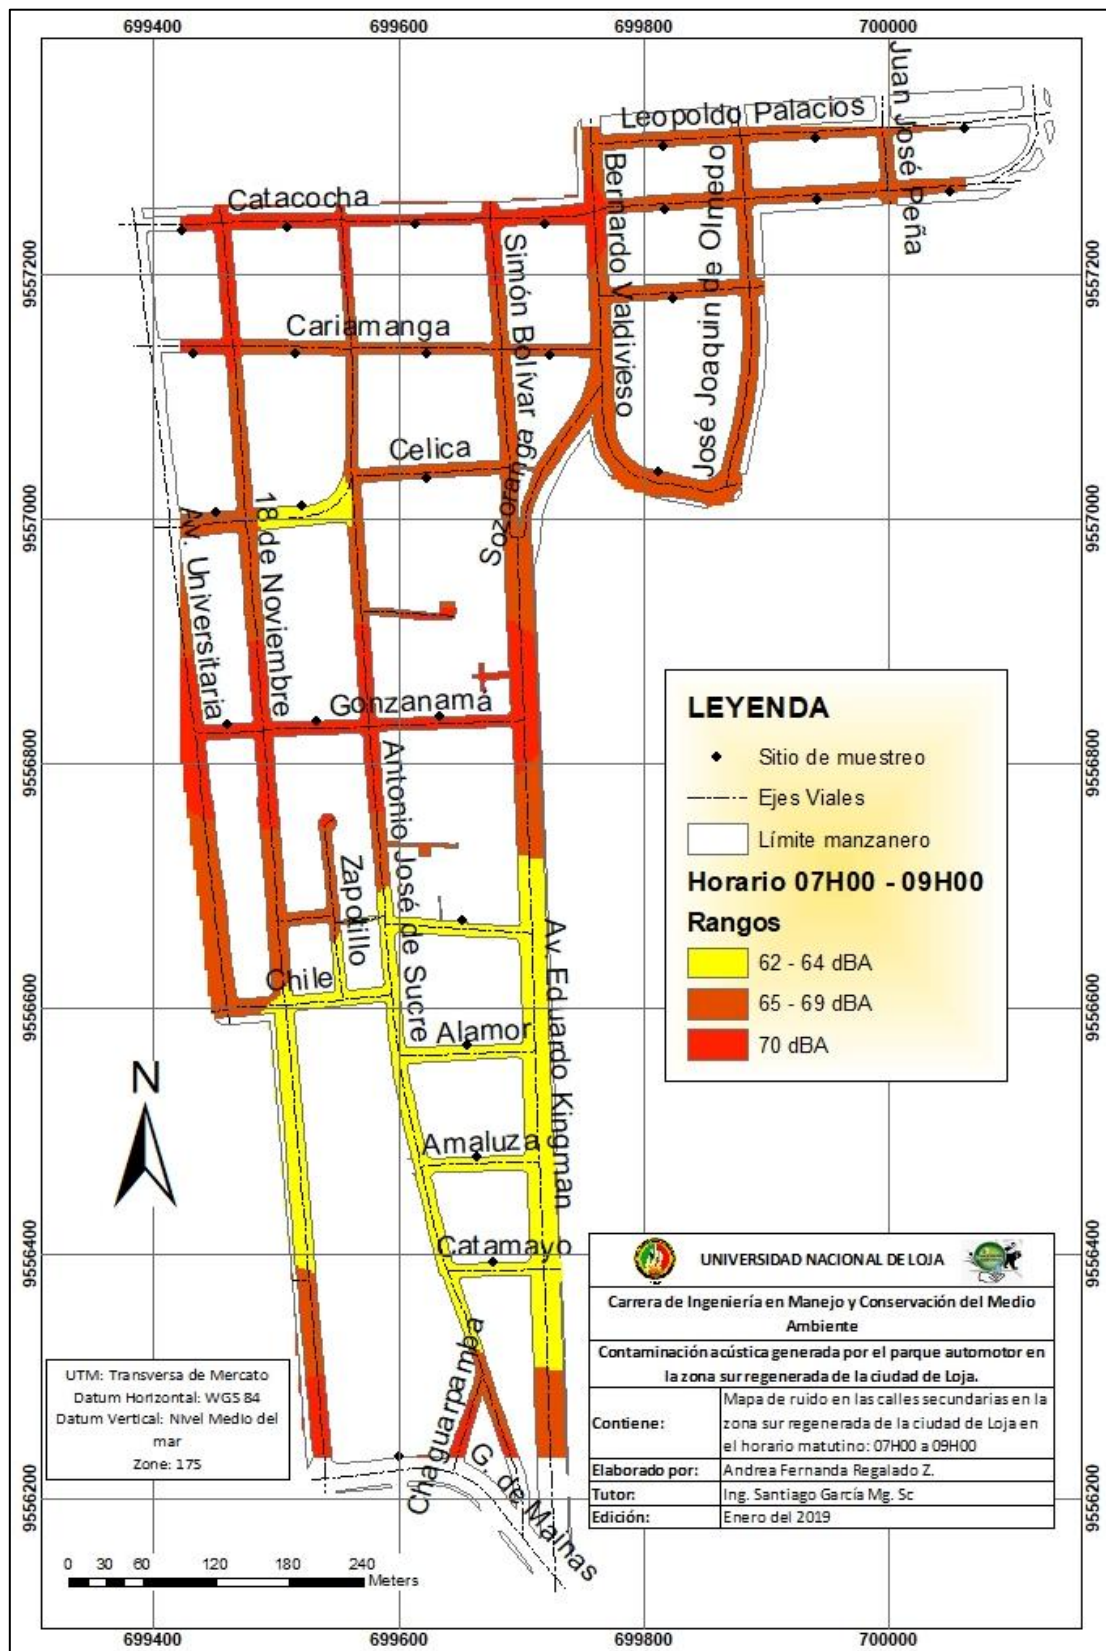 699400 699600 699800 700000
Juan José Peña
Leopoldo Palacios
Catacocha
Bernardo Valdivieso
José Joaquin de Olmedo
Simón Bolívar
9557200 9557200
Cariamanga
Celica
Sozoranga
9557000 9557000
18 de Noviembre
Av. Universitaria
Gonzanamá
9556800 9556800
Antonio José de Sucre
Zapotillo
Av. Eduardo Kingman
Chile
9556600 9556600
Alamor
Amaluza
Catamayo
9556400 9556400
Chaguarpamba
G. de Mainas
9556200 9556200
LEYENDA
Sitio de muestreo
Ejes Viales
Límite manzanero
Horario 07H00 - 09H00
Rangos
62 - 64 dBA
65 - 69 dBA
70 dBA
N
UTM: Transversa de Mercato
Datum Horizontal: WGS 84
Datum Vertical: Nivel Medio del
mar
Zone: 17S
UNIVERSIDAD NACIONAL DE LOJA
Carrera de Ingeniería en Manejo y Conservación del Medio
Ambiente
Contaminación acústica generada por el parque automotor en
la zona sur regenerada de la ciudad de Loja.
Contiene: Mapa de ruido en las calles secundarias en la
zona sur regenerada de la ciudad de Loja en
el horario matutino: 07H00 a 09H00
Elaborado por: Andrea Fernanda Regalado Z.
Tutor: Ing. Santiago García Mg. Sc
Edición: Enero del 2019
0 30 60 120 180 240
Meters
699400 699600 699800 700000